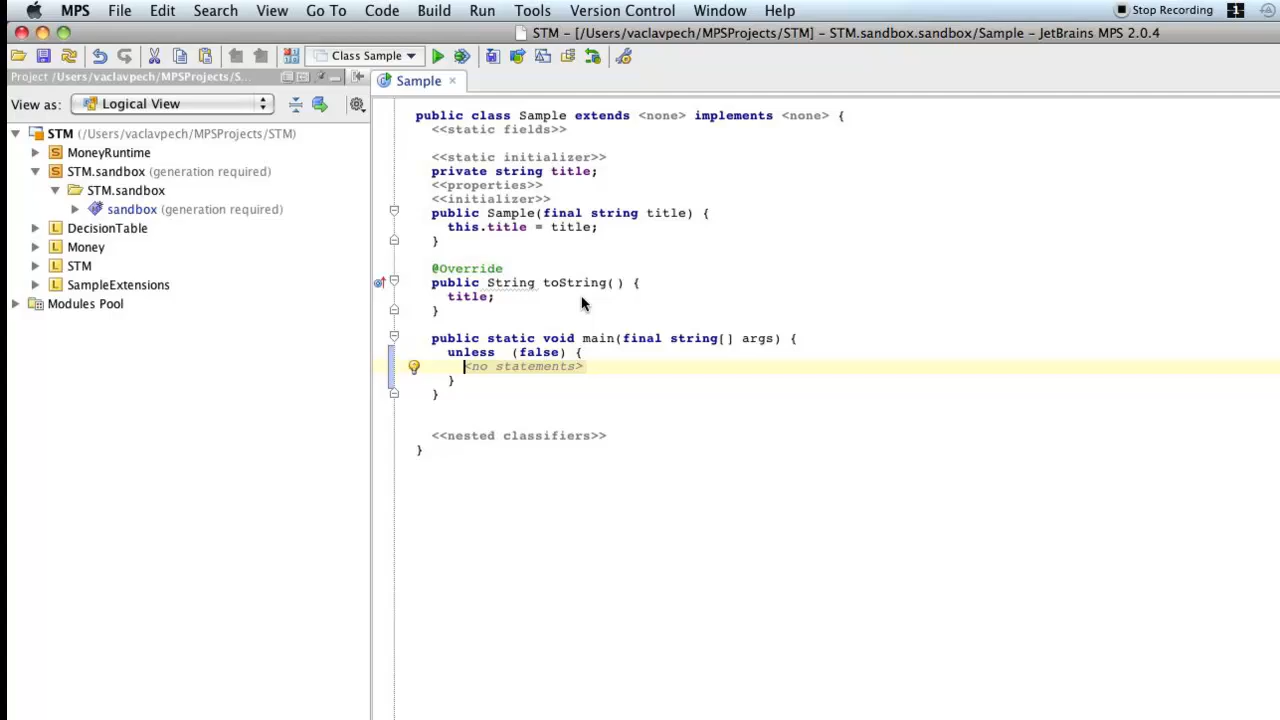 MPS File Edit Search View Go To Code Build Run Tools Version Control Window Help Stop Recording 1
STM - [/Users/vaclavpech/MPSProjects/STM] - STM.sandbox.sandbox/Sample - JetBrains MPS 2.0.4
Class Sample
Project /Users/vaclavpech/MPSProjects/S...
Sample
View as: Logical View
STM (/Users/vaclavpech/MPSProjects/STM)
S MoneyRuntime
S STM.sandbox (generation required)
STM.sandbox
sandbox (generation required)
L DecisionTable
L Money
L STM
L SampleExtensions
Modules Pool
public class Sample extends <none> implements <none> {
<<static fields>>
<<static initializer>>
private string title;
<<properties>>
<<initializer>>
public Sample(final string title) {
this.title = title;
}
@Override
public String toString() {
title;
}
public static void main(final string[] args) {
unless (false) {
<no statements>
}
}
<<nested classifiers>>
}